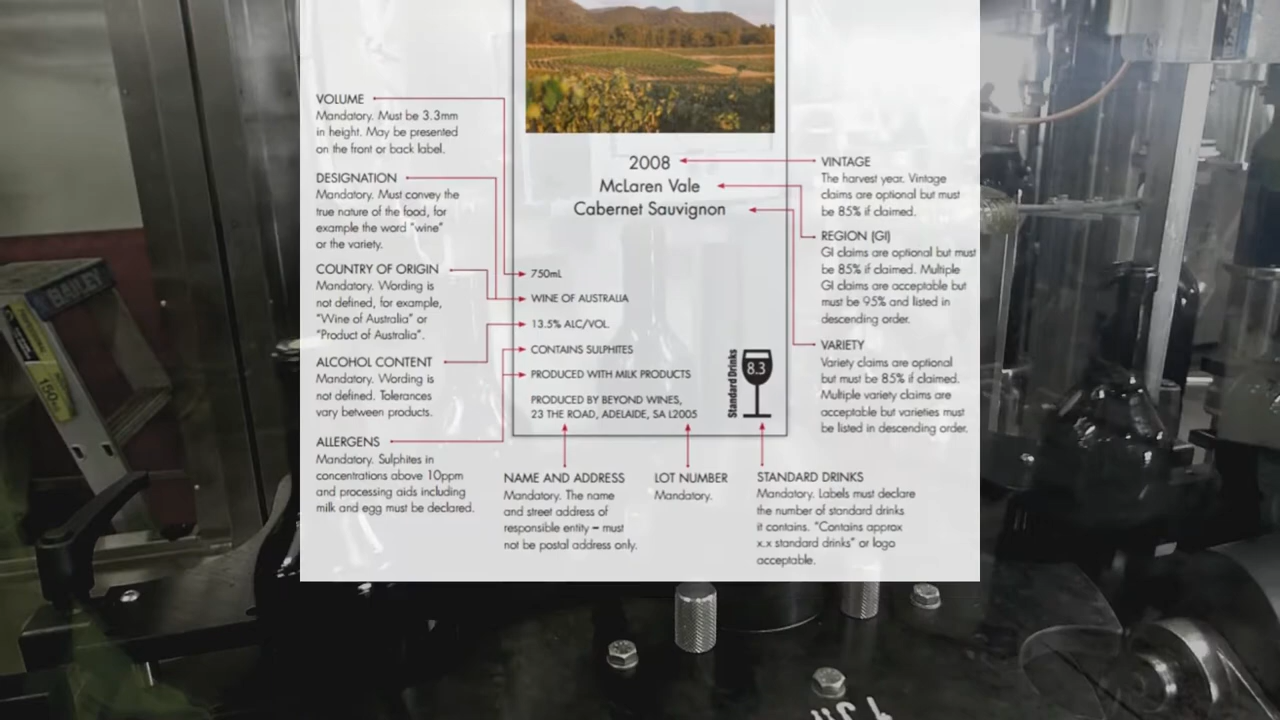 VOLUME
Mandatory. Must be 3.3mm
in height. May be presented
on the front or back label.
DESIGNATION
Mandatory. Must convey the
true nature of the food, for
example the word "wine"
or the variety.
COUNTRY OF ORIGIN
Mandatory. Wording is
not defined, for example,
"Wine of Australia" or
"Product of Australia".
ALCOHOL CONTENT
Mandatory. Wording is
not defined. Tolerances
vary between products.
ALLERGENS
Mandatory. Sulphites in
concentrations above 10ppm
and processing aids including
milk and egg must be declared.
2008
McLaren Vale
Cabernet Sauvignon
750mL
WINE OF AUSTRALIA
13.5% ALC/VOL.
CONTAINS SULPHITES
PRODUCED WITH MILK PRODUCTS
PRODUCED BY BEYOND WINES,
23 THE ROAD, ADELAIDE, SA L2005
Standard Drinks
8.3
NAME AND ADDRESS
Mandatory. The name
and street address of
responsible entity – must
not be postal address only.
LOT NUMBER
Mandatory.
STANDARD DRINKS
Mandatory. Labels must declare
the number of standard drinks
it contains. "Contains approx
x.x standard drinks" or logo
acceptable.
VINTAGE
The harvest year. Vintage
claims are optional but must
be 85% if claimed.
REGION (GI)
GI claims are optional but must
be 85% if claimed. Multiple
GI claims are acceptable but
must be 95% and listed in
descending order.
VARIETY
Variety claims are optional
but must be 85% if claimed.
Multiple variety claims are
acceptable but varieties must
be listed in descending order.
BAILEY
150